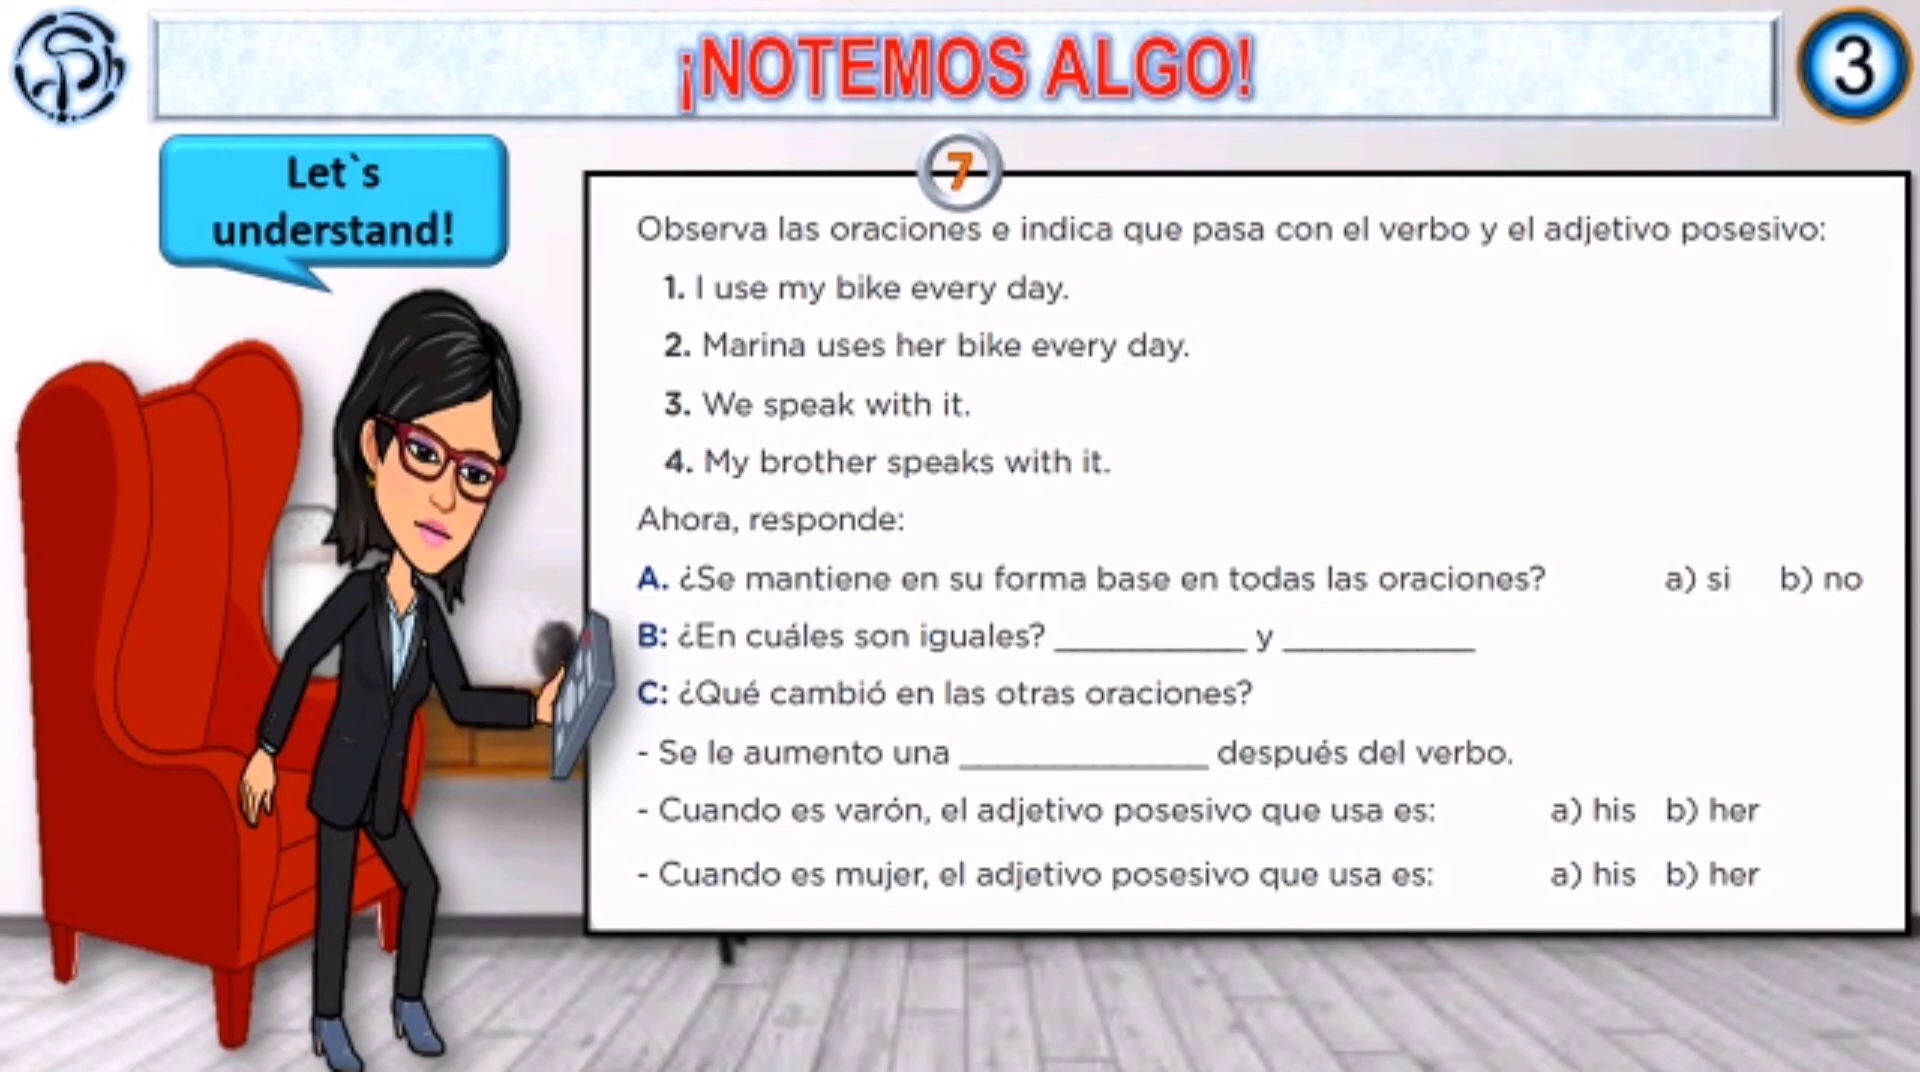 ¡NOTEMOS ALGO!
3
Let`s
understand!
7
Observa las oraciones e indica que pasa con el verbo y el adjetivo posesivo:
1. I use my bike every day.
2. Marina uses her bike every day.
3. We speak with it.
4. My brother speaks with it.
Ahora, responde:
A. ¿Se mantiene en su forma base en todas las oraciones? a) si b) no
B: ¿En cuáles son iguales? __________ y __________
C: ¿Qué cambió en las otras oraciones?
- Se le aumento una _____________ después del verbo.
- Cuando es varón, el adjetivo posesivo que usa es: a) his b) her
- Cuando es mujer, el adjetivo posesivo que usa es: a) his b) her